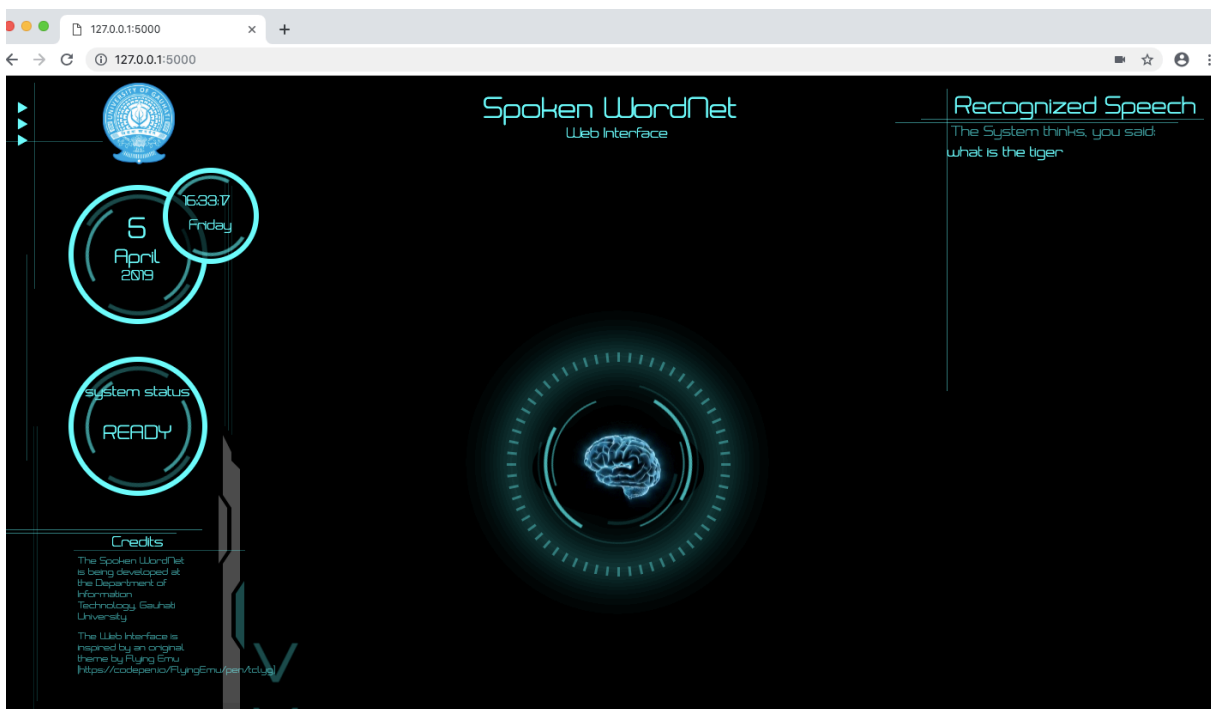 127.0.0.1:5000
127.0.0.1:5000
UNIVERSITY OF GAUHATI
Spoken WordNet
Web Interface
Recognized Speech
The System thinks, you said:
what is the tiger
16:33:17
Friday
5
April
2019
system status
READY
Credits
The Spoken WordNet
is being developed at
the Department of
Information
Technology, Gauhati
University
The Web Interface is
inspired by an original
theme by Flying Emu
[https://codepen.io/FlyingEmu/pen/tclyg]